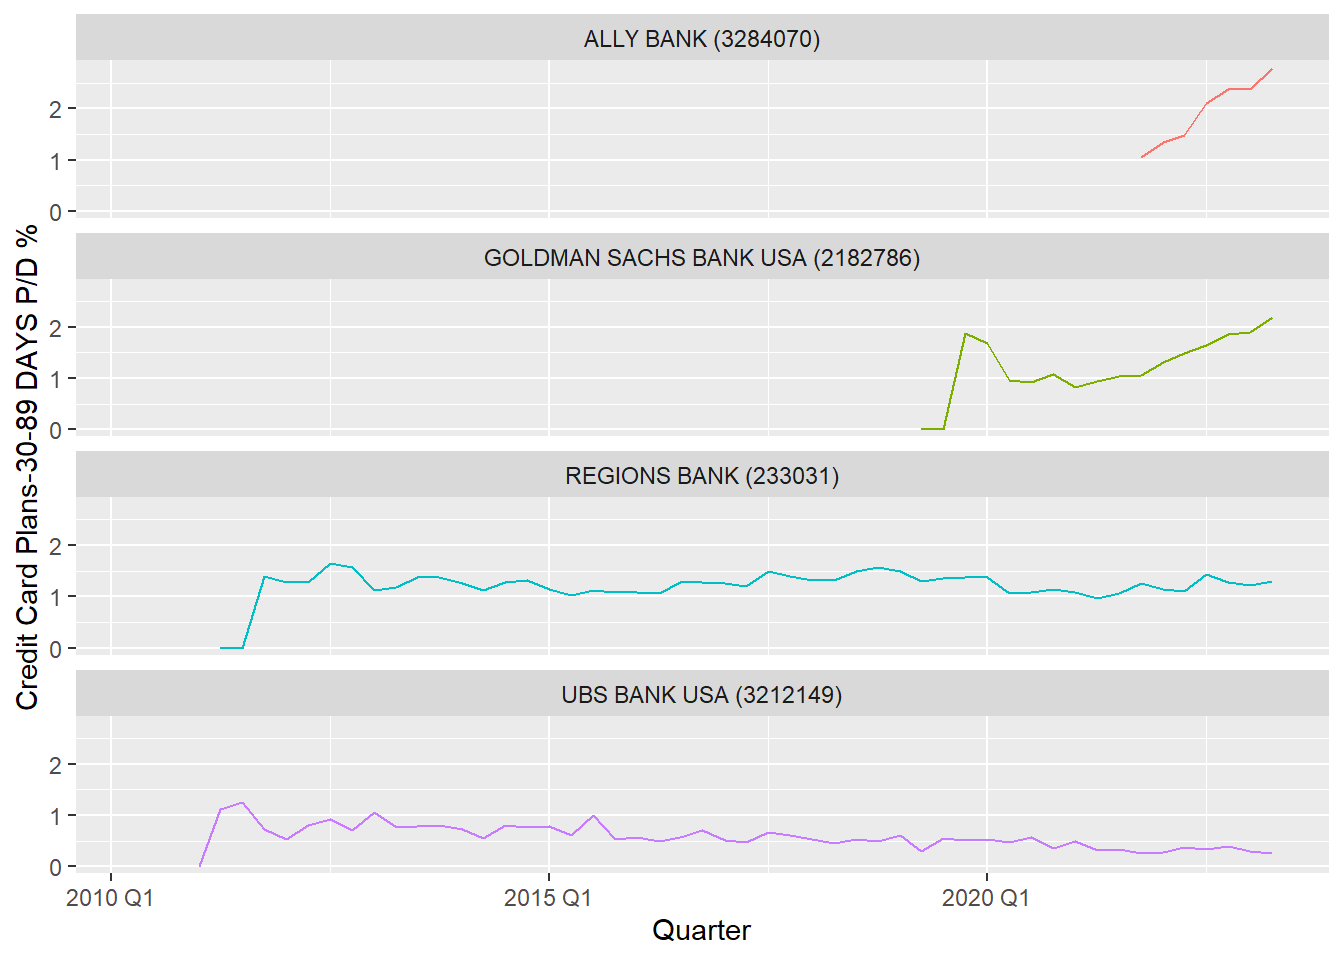 ALLY BANK (3284070)
2
1
0
GOLDMAN SACHS BANK USA (2182786)
2
1
0
REGIONS BANK (233031)
2
1
0
UBS BANK USA (3212149)
2
1
0
2010 Q1
2015 Q1
2020 Q1
Quarter
Credit Card Plans-30-89 DAYS P/D %